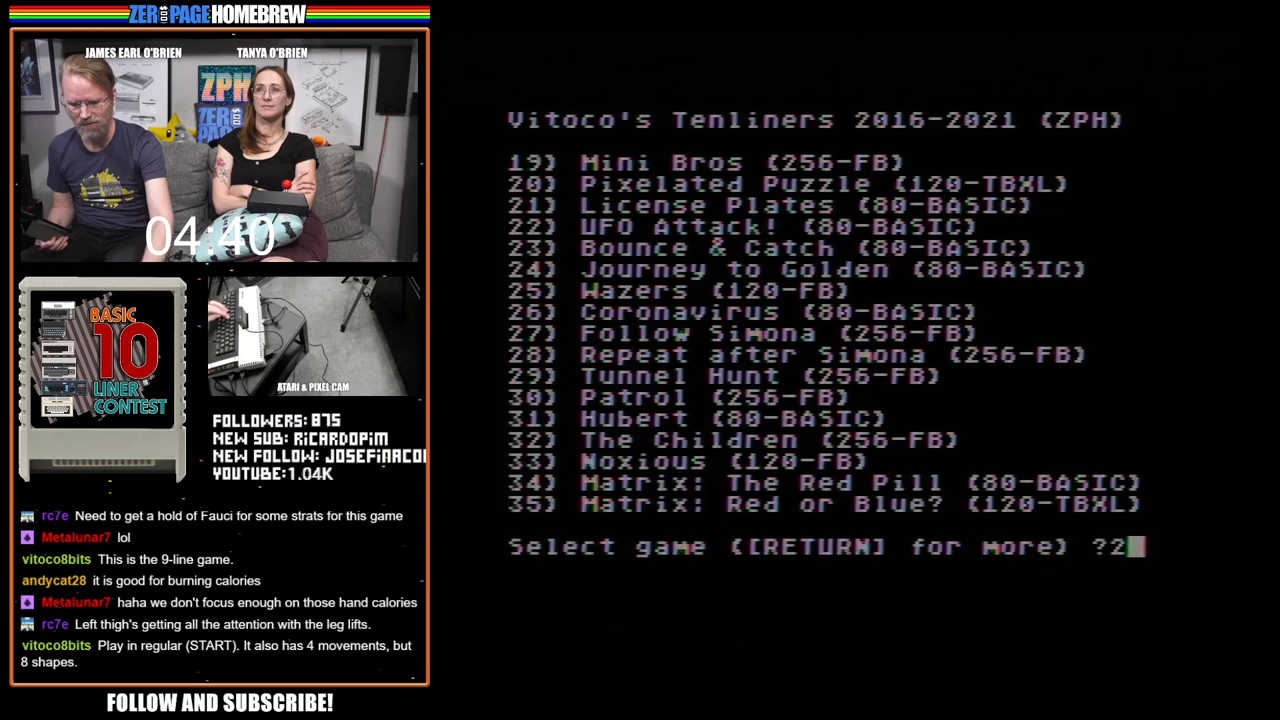 ZEROPAGE HOMEBREW
JAMES EARL O'BRIEN
TANYA O'BRIEN
ZPH
04:40
BASIC
10
LINER
CONTEST
ATARI & PIXEL CAM
FOLLOWERS: 875
NEW SUB: RICARDOPIM
NEW FOLLOW: JOSEFINACOI
YOUTUBE: 1.04K
rc7e Need to get a hold of Fauci for some strats for this game
Metalunar7 lol
vitoco8bits This is the 9-line game.
andycat28 it is good for burning calories
Metalunar7 haha we don't focus enough on those hand calories
rc7e Left thigh's getting all the attention with the leg lifts.
vitoco8bits Play in regular (START). It also has 4 movements, but
8 shapes.
FOLLOW AND SUBSCRIBE!
Vitoco's Tenliners 2016-2021 (ZPH)
19) Mini Bros (256-FB)
20) Pixelated Puzzle (120-TBXL)
21) License Plates (80-BASIC)
22) UFO Attack! (80-BASIC)
23) Bounce & Catch (80-BASIC)
24) Journey to Golden (80-BASIC)
25) Wazers (120-FB)
26) Coronavirus (80-BASIC)
27) Follow Simona (256-FB)
28) Repeat after Simona (256-FB)
29) Tunnel Hunt (256-FB)
30) Patrol (256-FB)
31) Hubert (80-BASIC)
32) The Children (256-FB)
33) Noxious (120-FB)
34) Matrix: The Red Pill (80-BASIC)
35) Matrix: Red or Blue? (120-TBXL)
Select game ([RETURN] for more) ?2